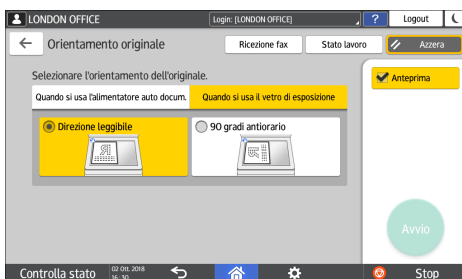 LONDON OFFICE Login: [LONDON OFFICE] ? Logout
Orientamento originale Ricezione fax Stato lavoro Azzera
Selezionare l'orientamento dell'originale. Anteprima
Quando si usa l'alimentatore auto docum. Quando si usa il vetro di esposizione
Direzione leggibile 90 gradi antiorario
R R
Avvio
Controlla stato 02 Ott. 2018 Stop
16:30